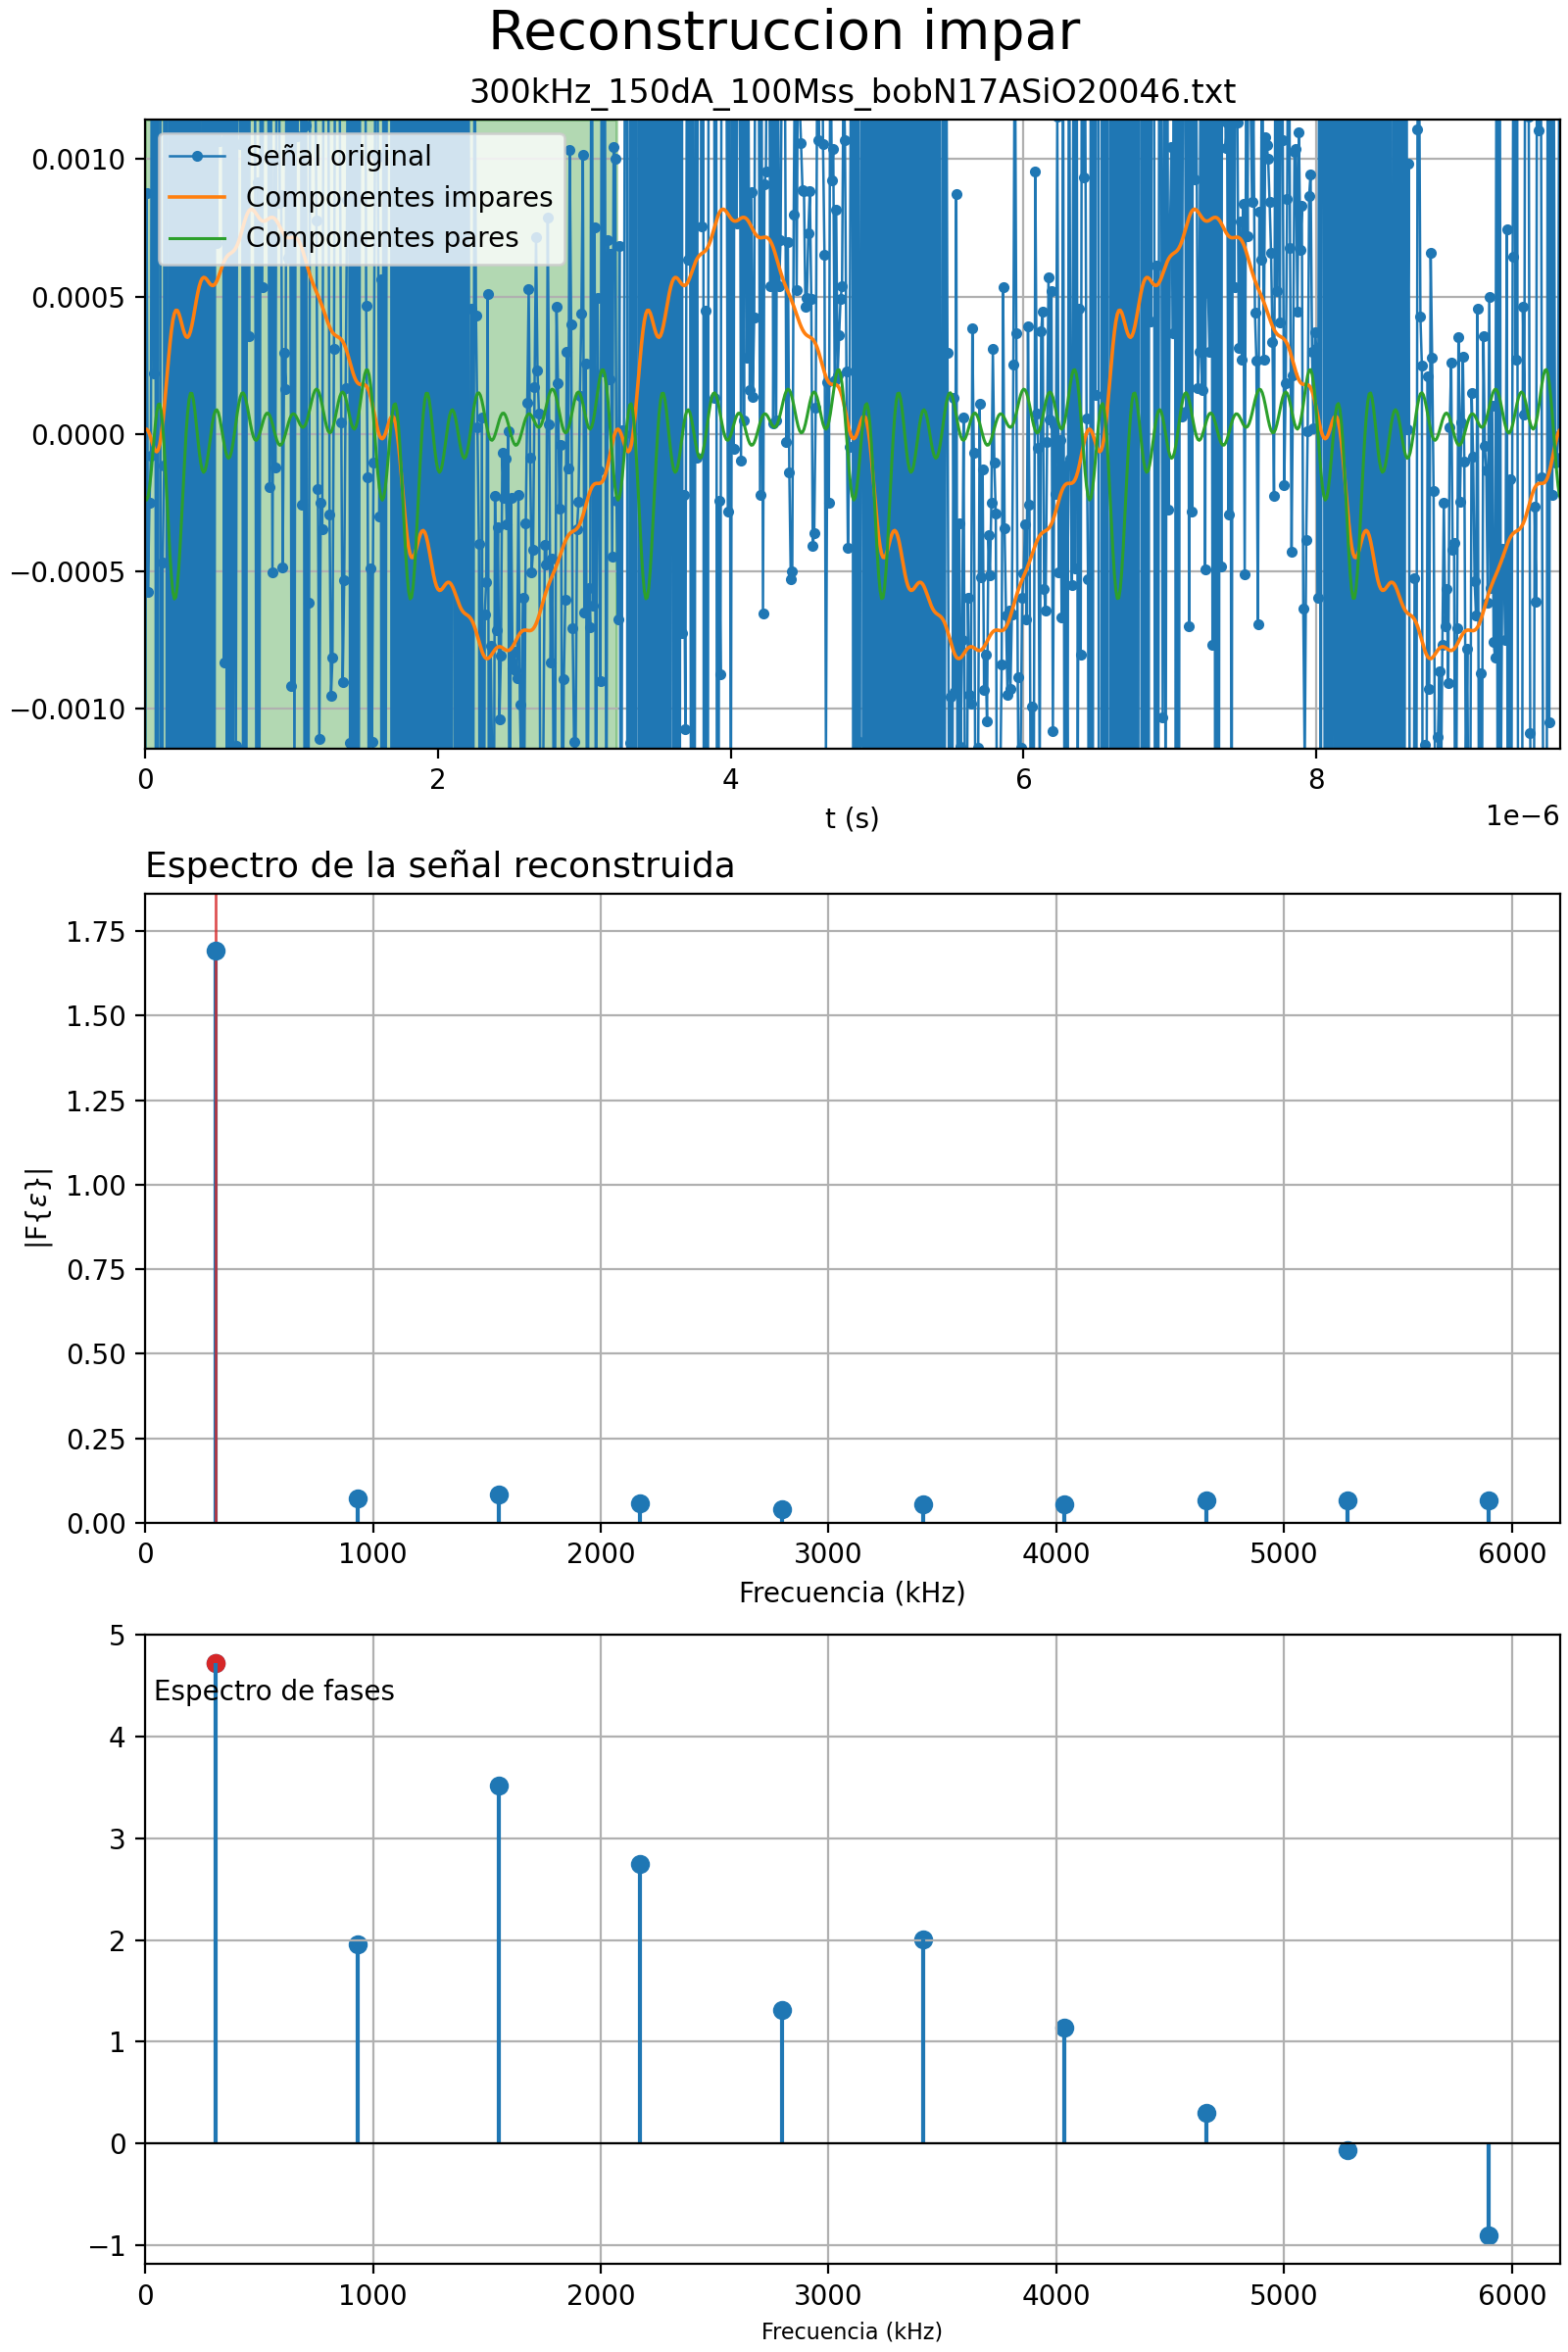 Reconstruccion impar
300kHz_150dA_100Mss_bobN17ASiO20046.txt
Señal original
Componentes impares
Componentes pares
0.0010
0.0005
0.0000
−0.0005
−0.0010
0 2 4 6 8
t (s)
1e−6
Espectro de la señal reconstruida
1.75
1.50
1.25
1.00
0.75
0.50
0.25
0.00
|F{ε}|
0 1000 2000 3000 4000 5000 6000
Frecuencia (kHz)
Espectro de fases
5
4
3
2
1
0
−1
0 1000 2000 3000 4000 5000 6000
Frecuencia (kHz)